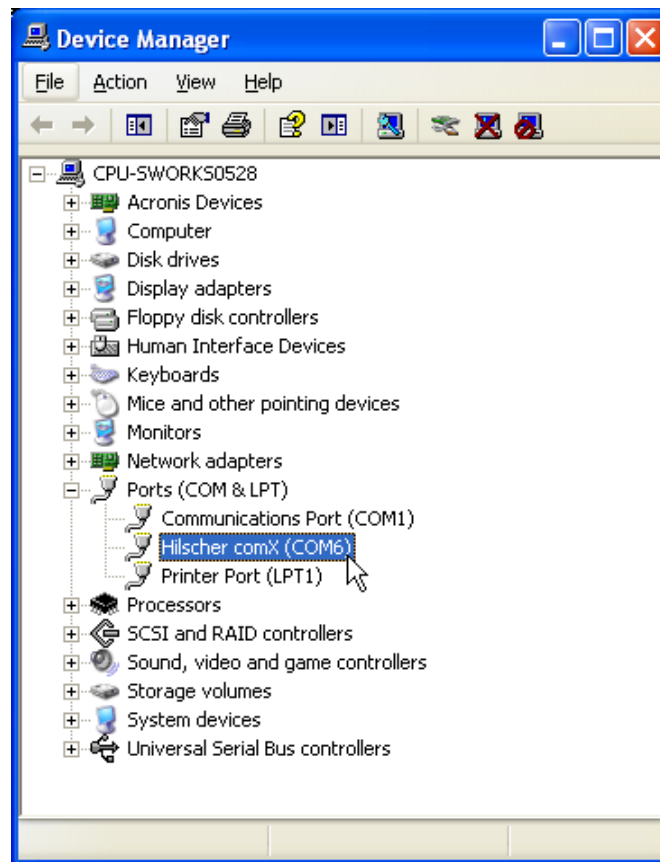 Device Manager
File Action View Help
CPU-SWORKS0528
Acronis Devices
Computer
Disk drives
Display adapters
Floppy disk controllers
Human Interface Devices
Keyboards
Mice and other pointing devices
Monitors
Network adapters
Ports (COM & LPT)
Communications Port (COM1)
Hilscher comX (COM6)
Printer Port (LPT1)
Processors
SCSI and RAID controllers
Sound, video and game controllers
Storage volumes
System devices
Universal Serial Bus controllers